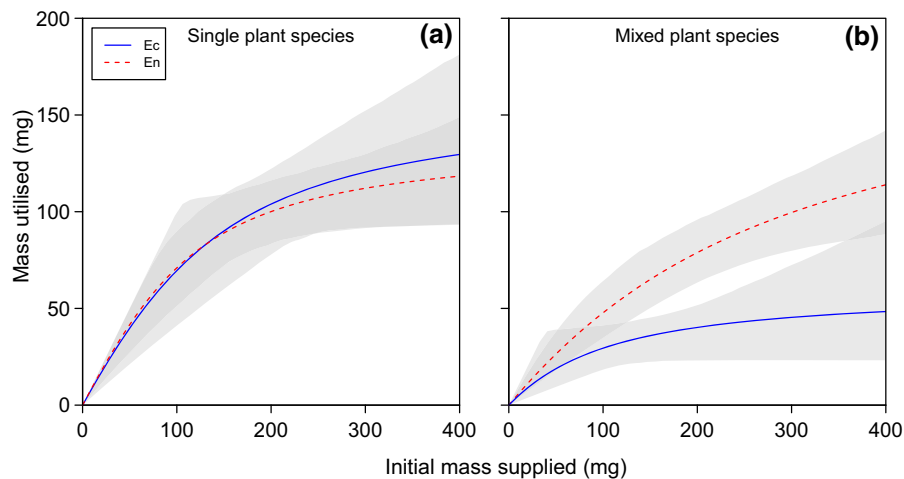 200
150
100
50
0
Mass utilised (mg)
Ec
En
Single plant species
(a)
0 100 200 300 400
Mixed plant species
(b)
0 100 200 300 400
Initial mass supplied (mg)